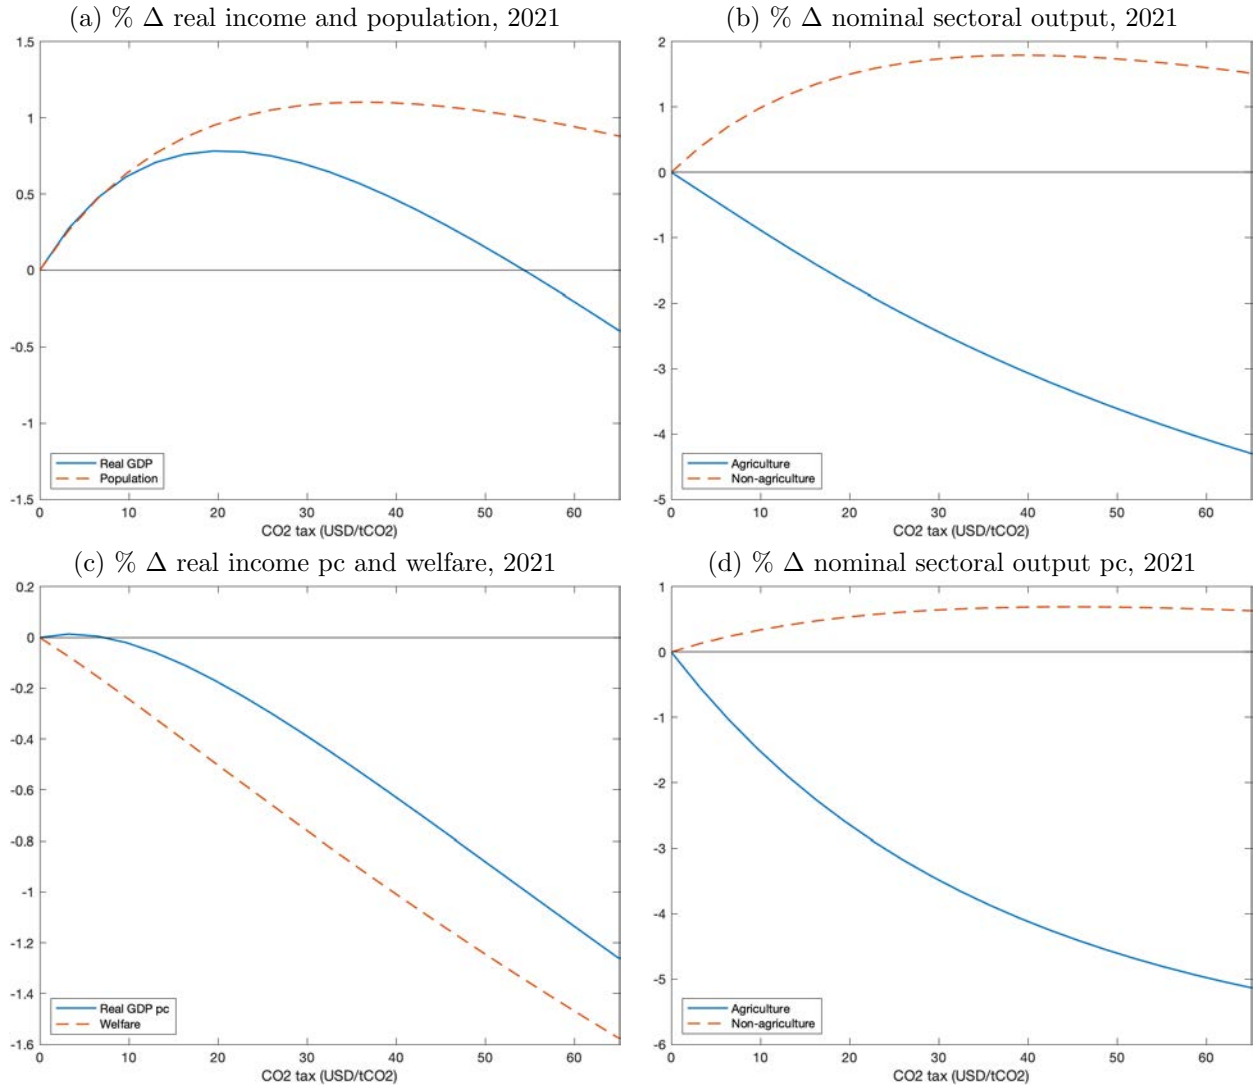 (a) % Δ real income and population, 2021
1.5
1
0.5
0
-0.5
-1
-1.5
Real GDP
Population
0 10 20 30 40 50 60
CO2 tax (USD/tCO2)
(b) % Δ nominal sectoral output, 2021
2
1
0
-1
-2
-3
-4
-5
Agriculture
Non-agriculture
0 10 20 30 40 50 60
CO2 tax (USD/tCO2)
(c) % Δ real income pc and welfare, 2021
0.2
0
-0.2
-0.4
-0.6
-0.8
-1
-1.2
-1.4
-1.6
Real GDP pc
Welfare
0 10 20 30 40 50 60
CO2 tax (USD/tCO2)
(d) % Δ nominal sectoral output pc, 2021
1
0
-1
-2
-3
-4
-5
-6
Agriculture
Non-agriculture
0 10 20 30 40 50 60
CO2 tax (USD/tCO2)